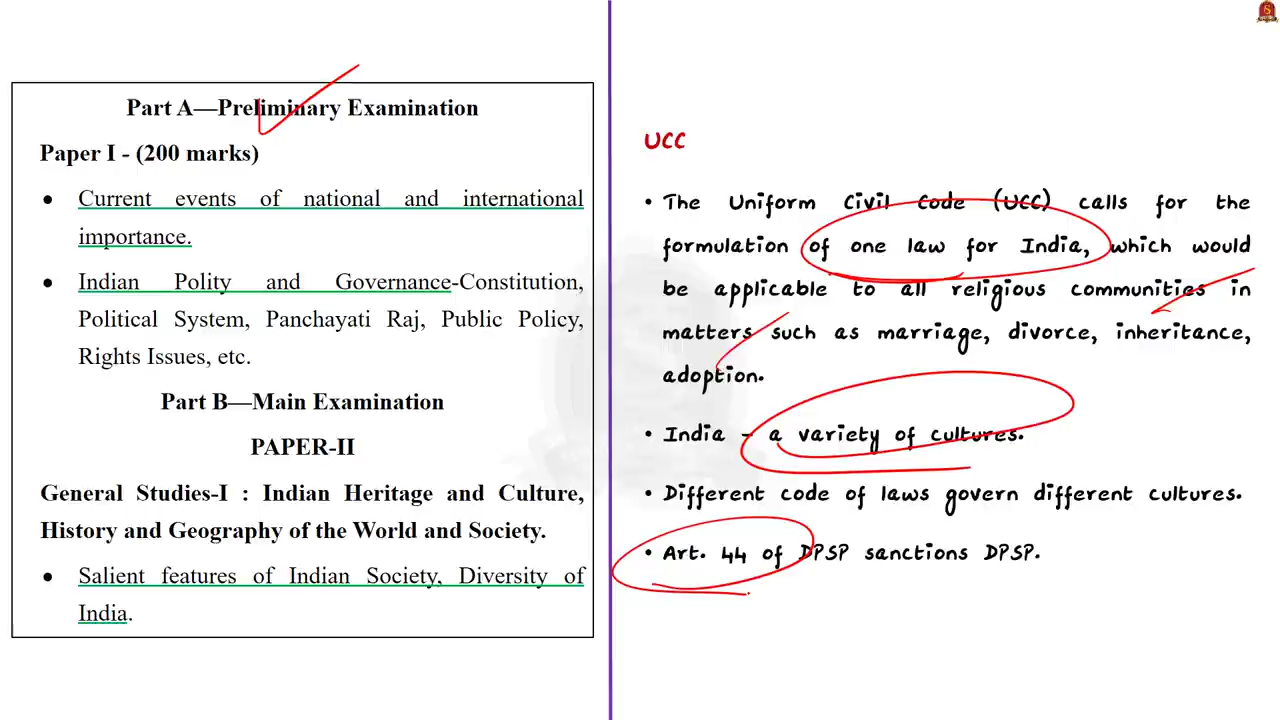 Part A—Preliminary Examination
Paper I - (200 marks)
• Current events of national and international
importance.
• Indian Polity and Governance-Constitution,
Political System, Panchayati Raj, Public Policy,
Rights Issues, etc.
Part B—Main Examination
PAPER-II
General Studies-I : Indian Heritage and Culture,
History and Geography of the World and Society.
• Salient features of Indian Society, Diversity of
India.
UCC
• The Uniform Civil Code (UCC) calls for the
formulation of one law for India, which would
be applicable to all religious communities in
matters such as marriage, divorce, inheritance,
adoption.
• India - a variety of cultures.
• Different code of laws govern different cultures.
• Art. 44 of DPSP sanctions DPSP.